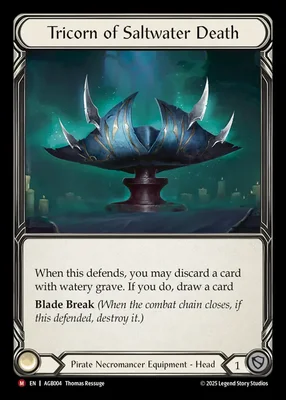 Tricorn of Saltwater Death
When this defends, you may discard a card
with watery grave. If you do, draw a card
Blade Break (When the combat chain closes, if
this defended, destroy it.)
Pirate Necromancer Equipment - Head
1
M EN | AGB004 Thomas Ressuge
© 2025 Legend Story Studios